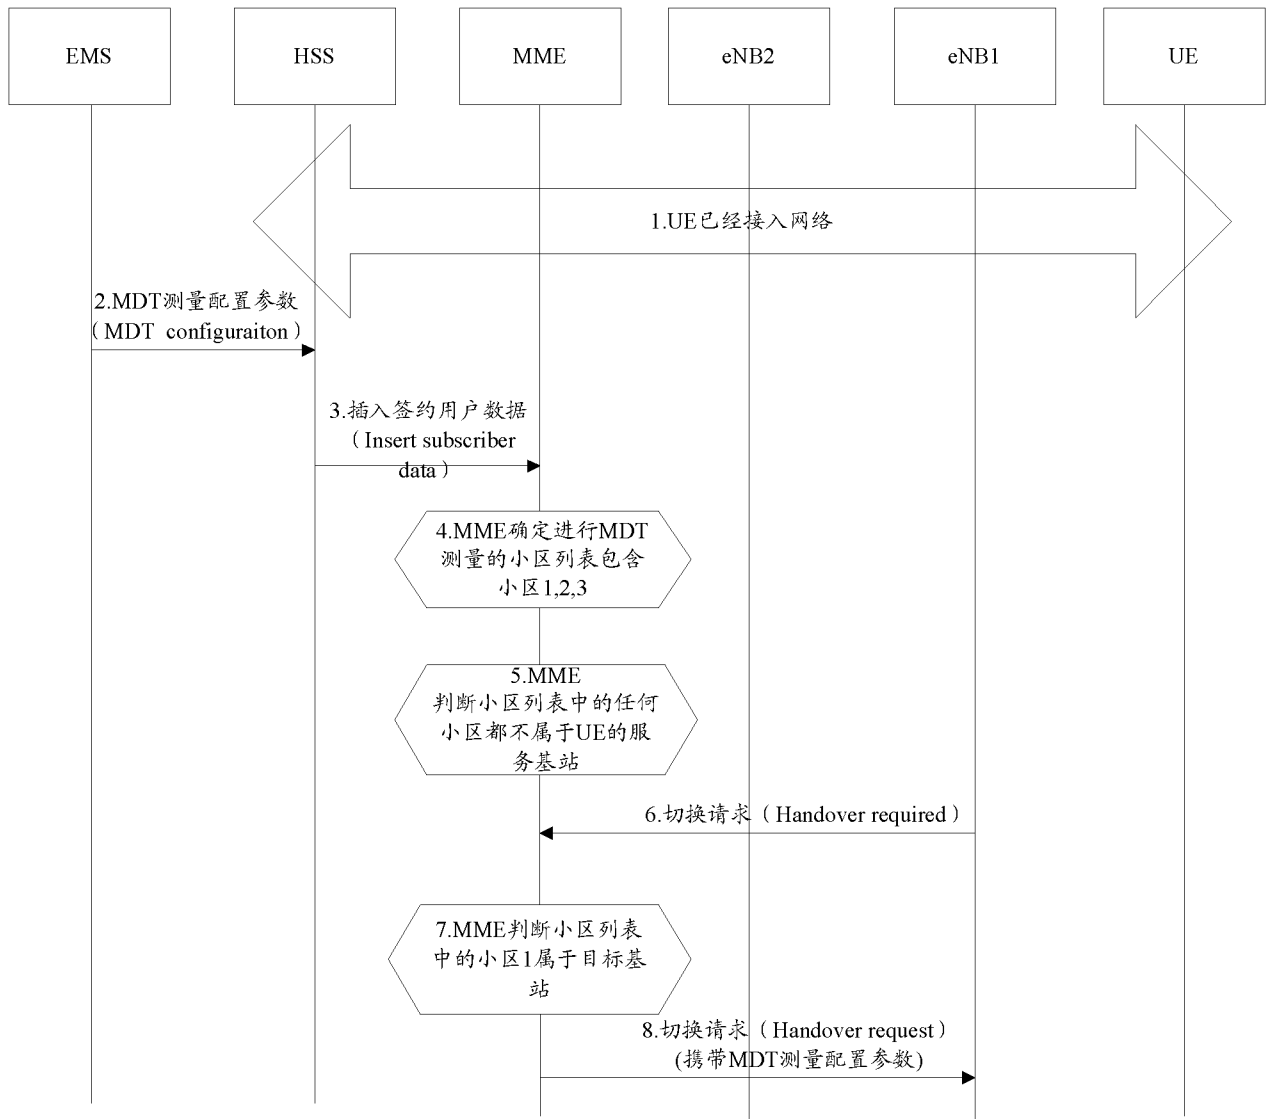 EMS
HSS
MME
eNB2
eNB1
UE
1.UE已经接入网络
2.MDT测量配置参数
（MDT configuraiton）
3.插入签约用户数据
（Insert subscriber
data）
4.MME确定进行MDT
测量的小区列表包含
小区1,2,3
5.MME
判断小区列表中的任何
小区都不属于UE的服
务基站
6.切换请求（Handover required）
7.MME判断小区列表
中的小区1属于目标基
站
8.切换请求（Handover request）
(携带MDT测量配置参数)